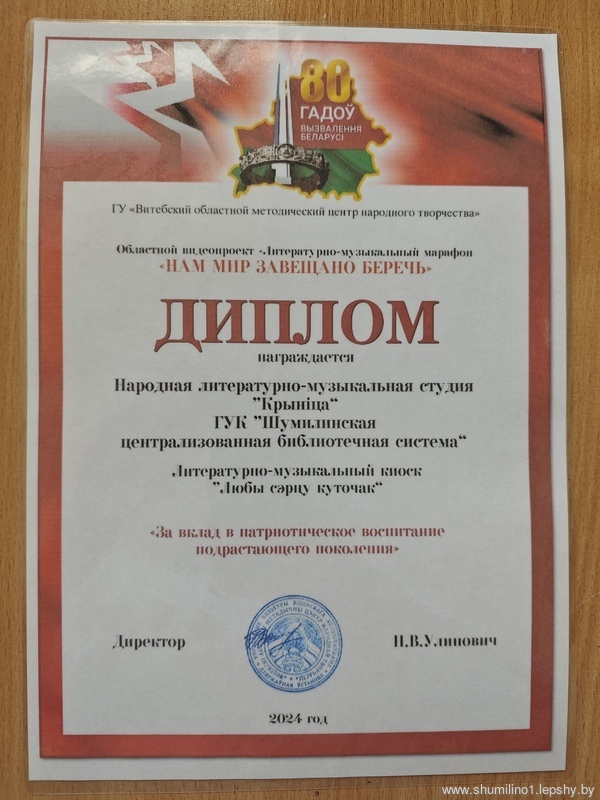 80
ГАДОЎ
ВЫЗВАЛЕННЯ
БЕЛАРУСІ
ГУ «Витебский областной методический центр народного творчества»
Областной видеопроект «Литературно-музыкальный марафон
«НАМ МИР ЗАВЕЩАНО БЕРЕЧЬ»
ДИПЛОМ
награждается
Народная литературно-музыкальная студия
"Крыніца"
ГУК "Шумилинская
централизованная библиотечная система"
Литературно-музыкальный киоск
"Любы сэрцу куточак"
«За вклад в патриотическое воспитание
подрастающего поколения»
Директор
П.В.Улинович
2024 год
www.shumilino1.lepshy.by